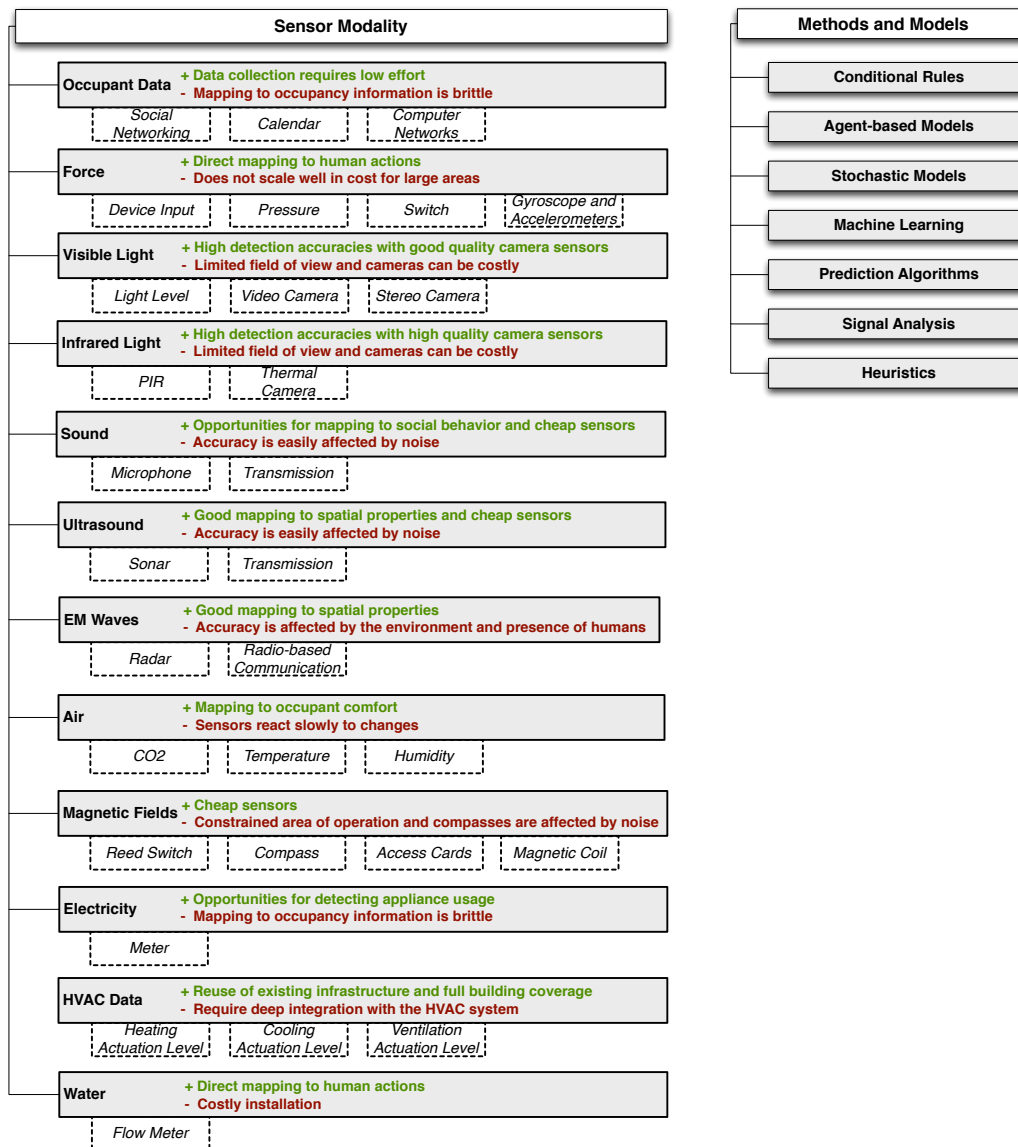 Sensor Modality
Occupant Data
+ Data collection requires low effort
- Mapping to occupancy information is brittle
Social
Networking
Calendar
Computer
Networks
Force
+ Direct mapping to human actions
- Does not scale well in cost for large areas
Device Input
Pressure
Switch
Gyroscope and
Accelerometers
Visible Light
+ High detection accuracies with good quality camera sensors
- Limited field of view and cameras can be costly
Light Level
Video Camera
Stereo Camera
Infrared Light
+ High detection accuracies with high quality camera sensors
- Limited field of view and cameras can be costly
PIR
Thermal
Camera
Sound
+ Opportunities for mapping to social behavior and cheap sensors
- Accuracy is easily affected by noise
Microphone
Transmission
Ultrasound
+ Good mapping to spatial properties and cheap sensors
- Accuracy is easily affected by noise
Sonar
Transmission
EM Waves
+ Good mapping to spatial properties
- Accuracy is affected by the environment and presence of humans
Radar
Radio-based
Communication
Air
+ Mapping to occupant comfort
- Sensors react slowly to changes
CO2
Temperature
Humidity
Magnetic Fields
+ Cheap sensors
- Constrained area of operation and compasses are affected by noise
Reed Switch
Compass
Access Cards
Magnetic Coil
Electricity
+ Opportunities for detecting appliance usage
- Mapping to occupancy information is brittle
Meter
HVAC Data
+ Reuse of existing infrastructure and full building coverage
- Require deep integration with the HVAC system
Heating
Actuation Level
Cooling
Actuation Level
Ventilation
Actuation Level
Water
+ Direct mapping to human actions
- Costly installation
Flow Meter
Methods and Models
Conditional Rules
Agent-based Models
Stochastic Models
Machine Learning
Prediction Algorithms
Signal Analysis
Heuristics